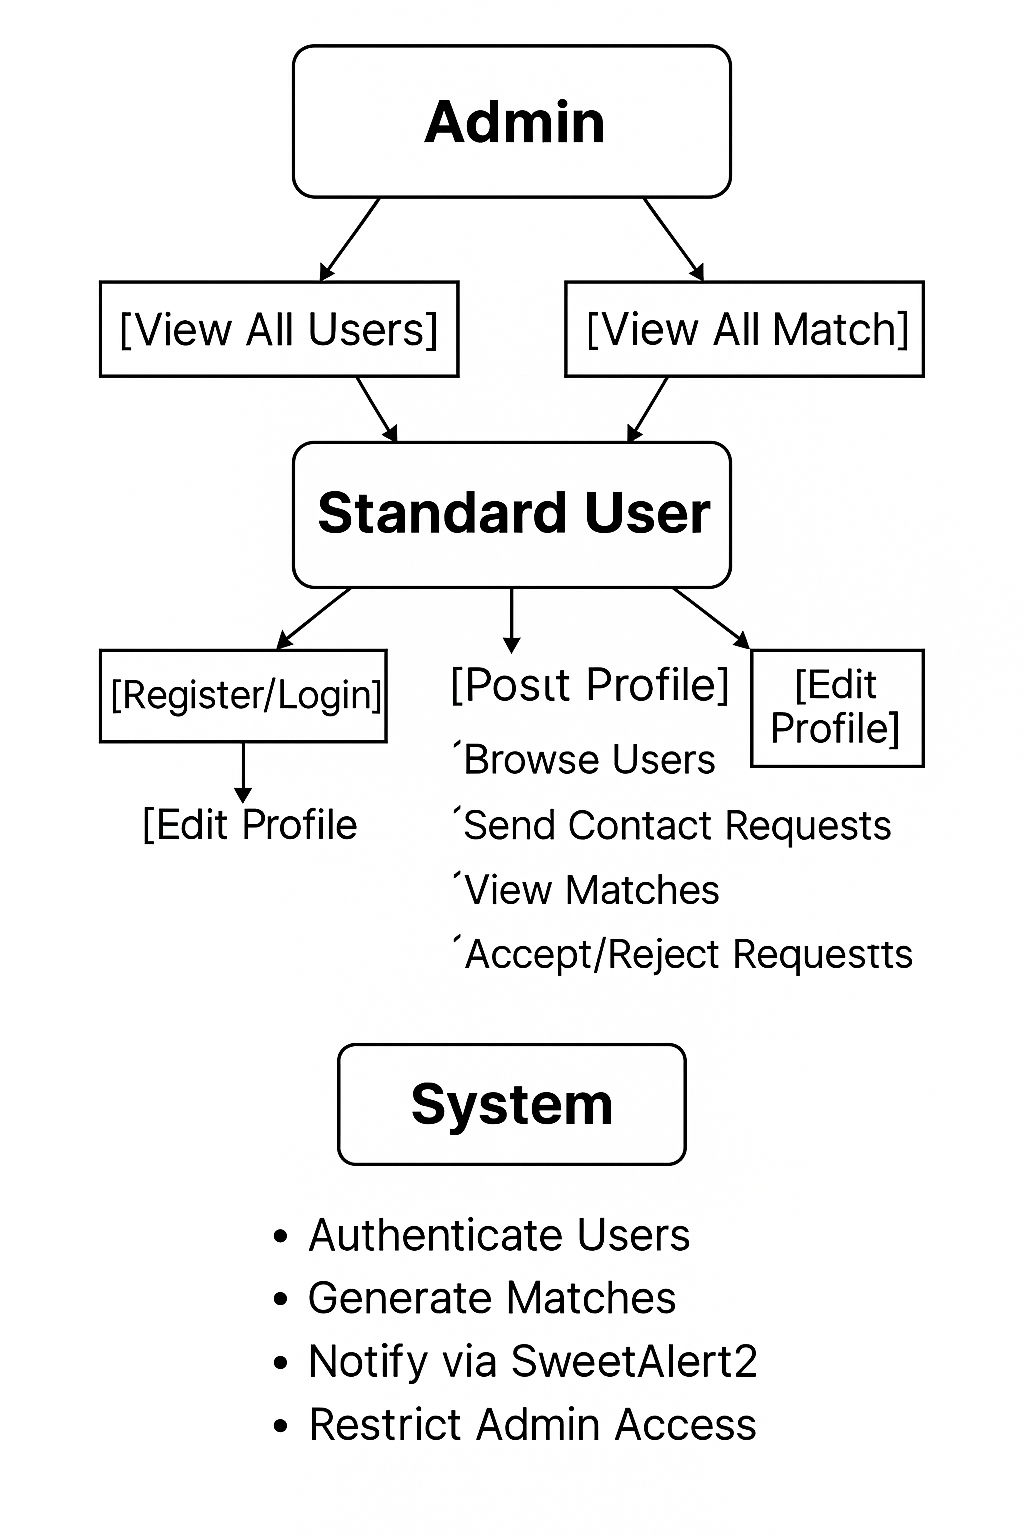 Admin
[View All Users]
[View All Match]
Standard User
[Register/Login]
[Edit Profile
[Posıt Profile]
´Browse Users
´Send Contact Requests
´View Matches
´Accept/Reject Requestts
[Edit
Profile]
System
• Authenticate Users
• Generate Matches
• Notify via SweetAlert2
• Restrict Admin Access